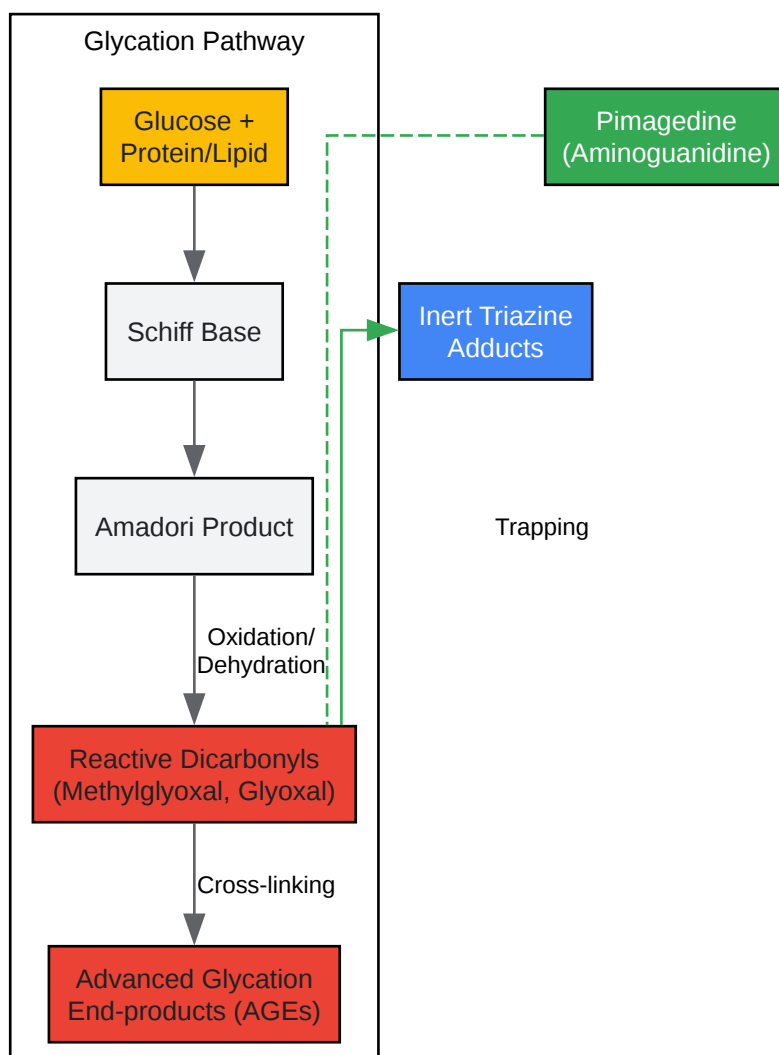 Glycation Pathway
Glucose +
Protein/Lipid
Pimagedine
(Aminoguanidine)
Schiff Base
Inert Triazine
Adducts
Amadori Product
Trapping
Oxidation/
Dehydration
Reactive Dicarbonyls
(Methylglyoxal, Glyoxal)
Cross-linking
Advanced Glycation
End-products (AGEs)